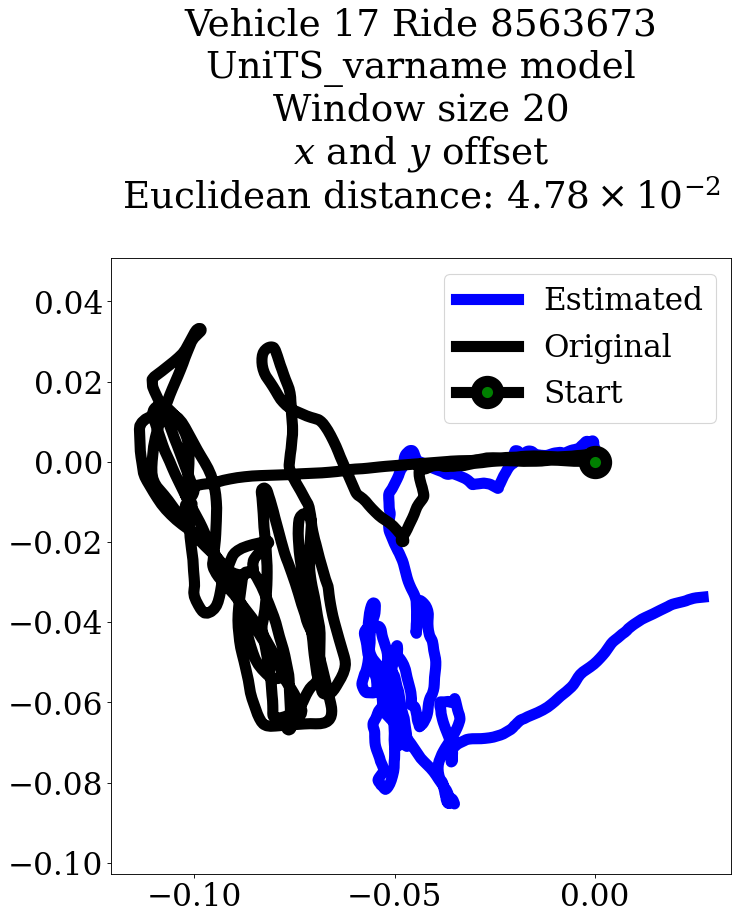 Vehicle 17 Ride 8563673
UniTS_varname model
Window size 20
x and y offset
Euclidean distance: 4.78 × 10⁻²
Estimated
Original
Start
0.04
0.02
0.00
−0.02
−0.04
−0.06
−0.08
−0.10
−0.10 −0.05 0.00